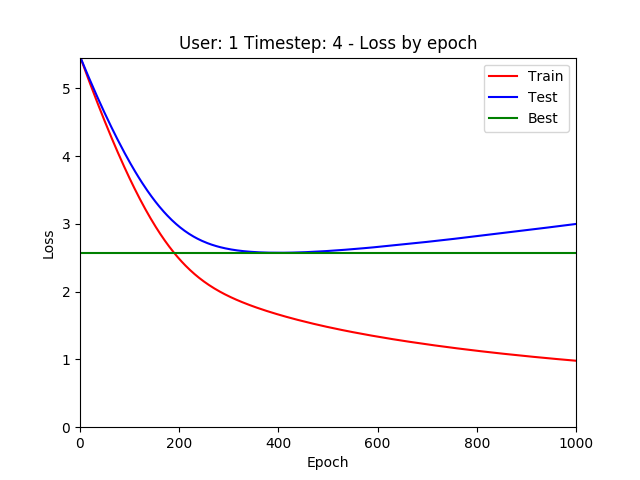 User: 1 Timestep: 4 - Loss by epoch
Train
Test
Best
5
4
3
2
1
0
Loss
0 200 400 600 800 1000
Epoch